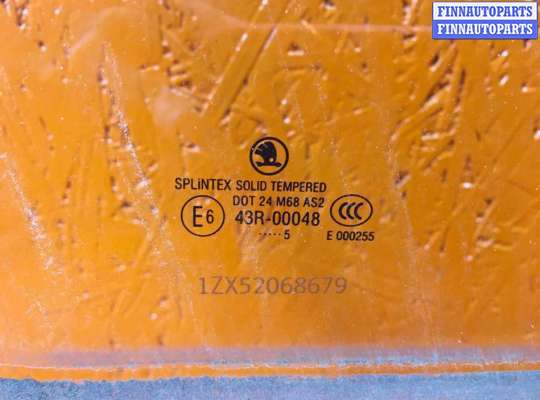 FINNAUTOPARTS
FINNAUTOPARTS
SPLiNTEX SOLID TEMPERED
DOT 24 M68 AS2
E6 43R-00048 CCC
·····5 E 000255
1ZX52068679